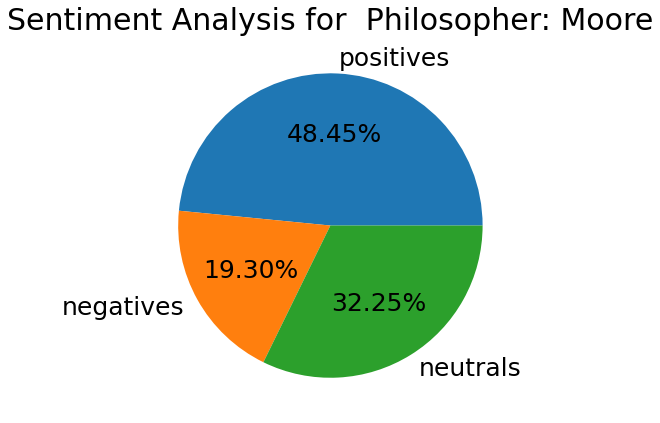 Sentiment Analysis for  Philosopher: Moore
positives
48.45%
19.30%
32.25%
negatives
neutrals